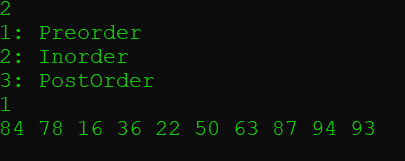 2
1: Preorder
2: Inorder
3: PostOrder
1
84 78 16 36 22 50 63 87 94 93